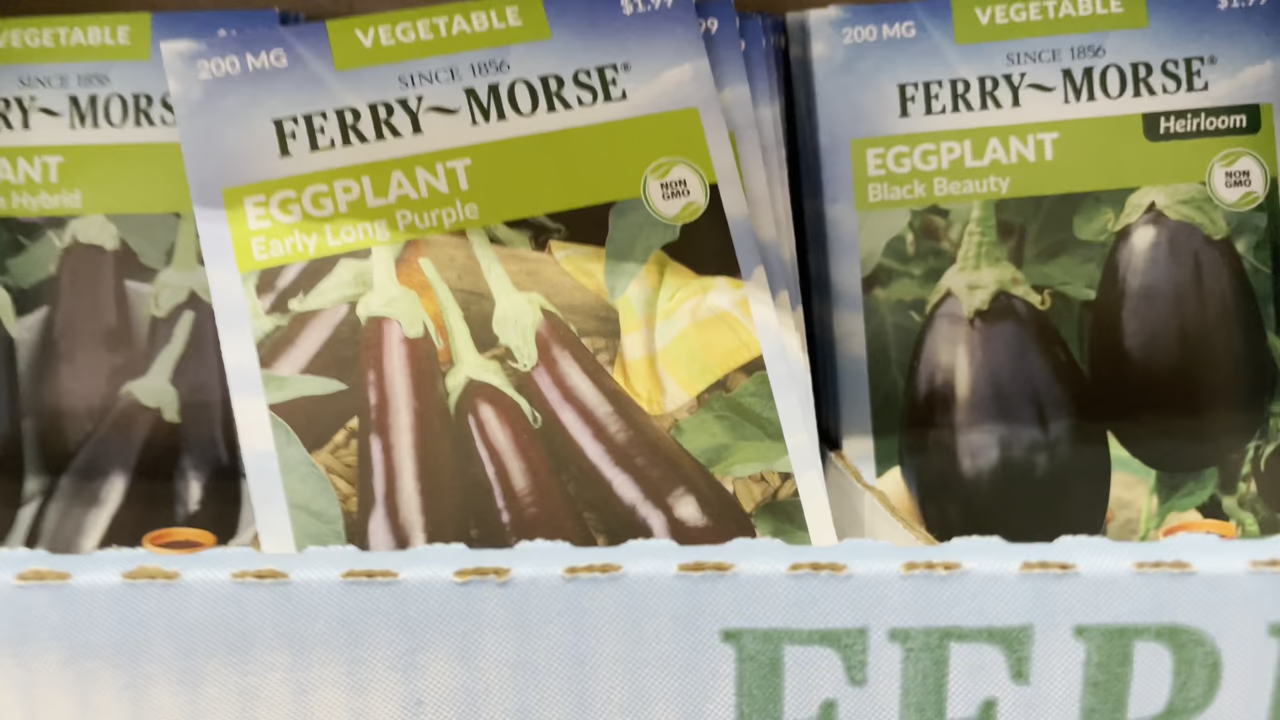 VEGETABLE
SINCE 1856
RY~MORS
ANT
Hybrid
VEGETABLE
$1.99
200 MG
SINCE 1856
FERRY~MORSE®
EGGPLANT
Early Long Purple
NON
GMO
99
VEGETABLE
$1.99
200 MG
SINCE 1856
FERRY~MORSE®
Heirloom
EGGPLANT
Black Beauty
NON
GMO
FER